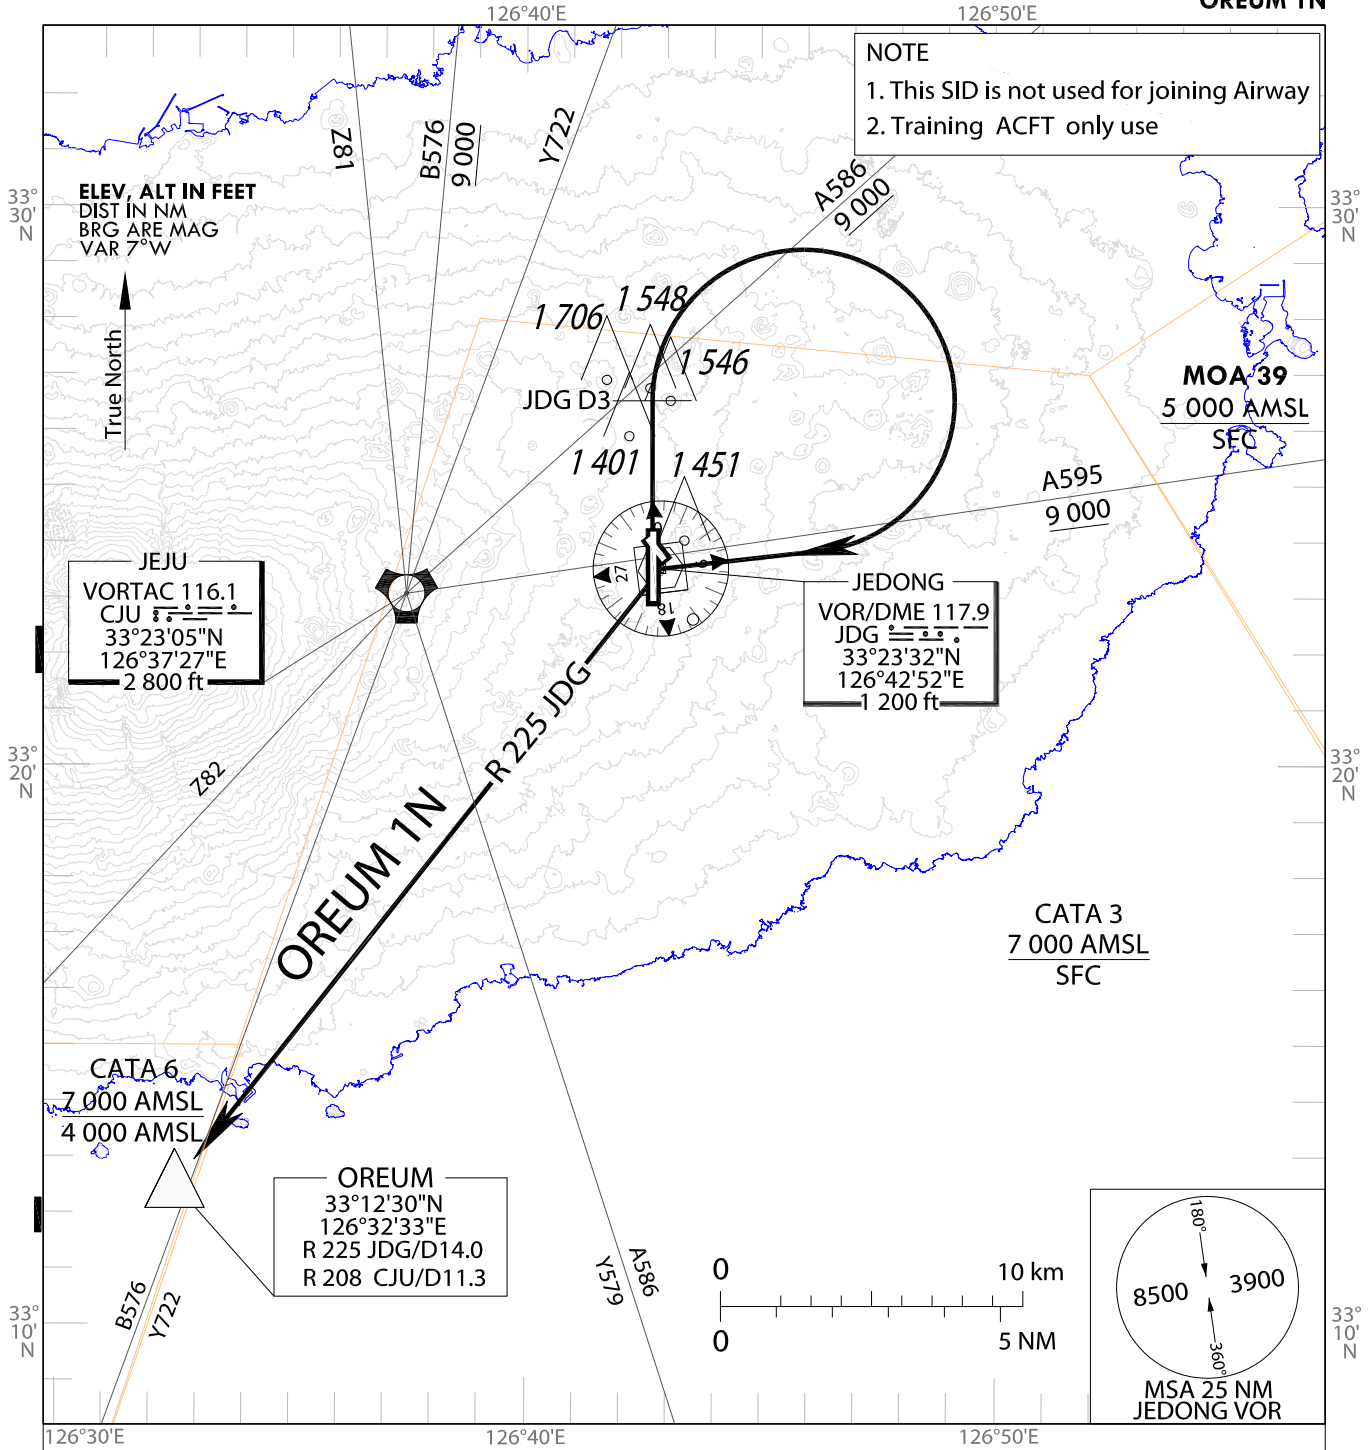 126°40'E
126°50'E
OREUM 1N
NOTE
1. This SID is not used for joining Airway
2. Training ACFT only use
Z81
B576
9 000
Y722
A586
9 000
ELEV, ALT IN FEET
DIST IN NM
BRG ARE MAG
VAR 7°W
True North
33°
30'
N
33°
30'
N
1 706
1 548
1 546
JDG D3
1 401
1 451
MOA 39
5 000 AMSL
SFC
A595
9 000
JEJU
VORTAC 116.1
CJU
33°23'05"N
126°37'27"E
2 800 ft
27
18
JEDONG
VOR/DME 117.9
JDG
33°23'32"N
126°42'52"E
1 200 ft
R 225 JDG
33°
20'
N
33°
20'
N
Z82
OREUM 1N
CATA 3
7 000 AMSL
SFC
CATA 6
7 000 AMSL
4 000 AMSL
OREUM
33°12'30"N
126°32'33"E
R 225 JDG/D14.0
R 208 CJU/D11.3
B576
Y722
Y579
A586
0
10 km
0
5 NM
180°
8500
3900
360°
MSA 25 NM
JEDONG VOR
33°
10'
N
33°
10'
N
126°30'E
126°40'E
126°50'E